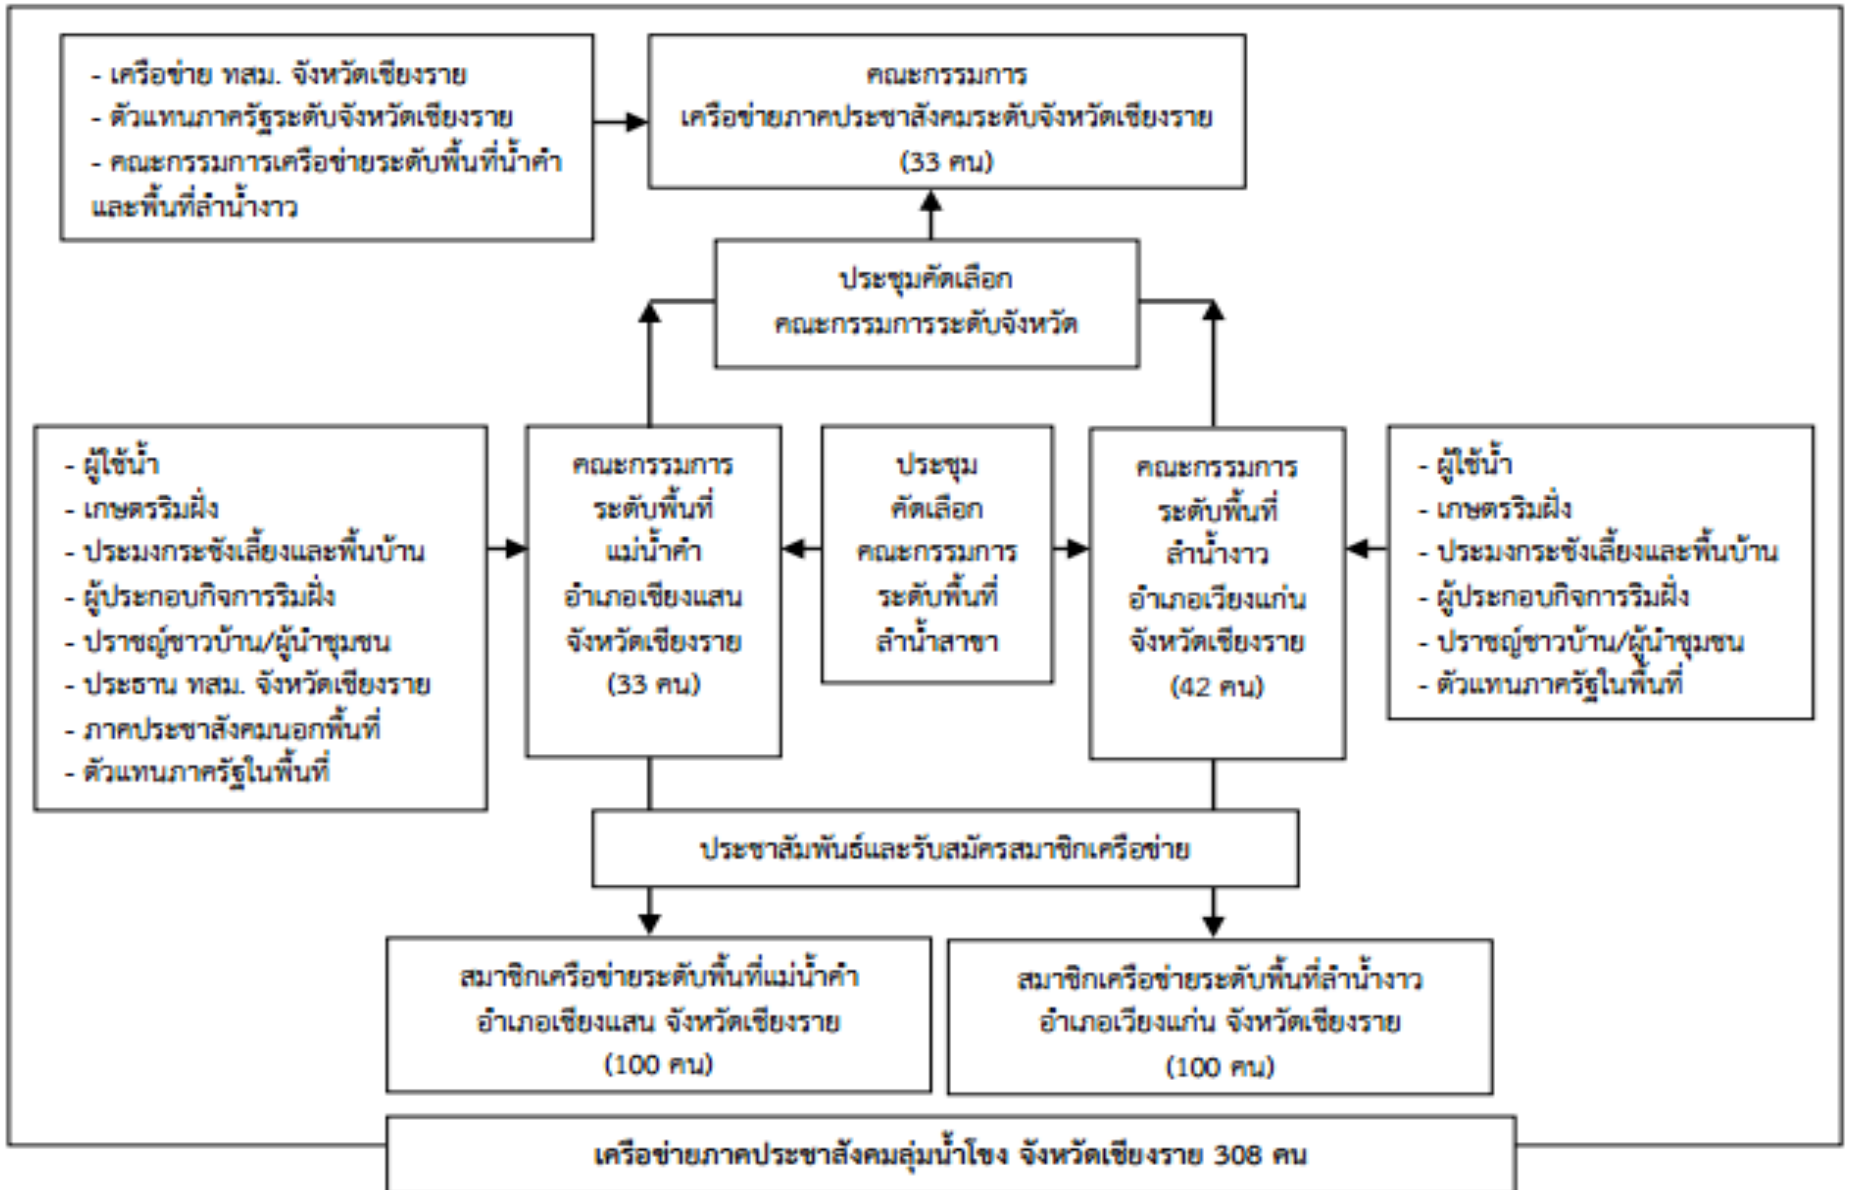 - เครือข่าย ทสม. จังหวัดเชียงราย
- ตัวแทนภาครัฐระดับจังหวัดเชียงราย
- คณะกรรมการเครือข่ายระดับพื้นที่น้ำคำ
และพื้นที่ลำน้ำงาว
คณะกรรมการ
เครือข่ายภาคประชาสังคมระดับจังหวัดเชียงราย
(33 คน)
ประชุมคัดเลือก
คณะกรรมการระดับจังหวัด
- ผู้ใช้น้ำ
- เกษตรริมฝั่ง
- ประมงกระชังเลี้ยงและพื้นบ้าน
- ผู้ประกอบกิจการริมฝั่ง
- ปราชญ์ชาวบ้าน/ผู้นำชุมชน
- ประธาน ทสม. จังหวัดเชียงราย
- ภาคประชาสังคมนอกพื้นที่
- ตัวแทนภาครัฐในพื้นที่
คณะกรรมการ
ระดับพื้นที่
แม่น้ำคำ
อำเภอเชียงแสน
จังหวัดเชียงราย
(33 คน)
ประชุม
คัดเลือก
คณะกรรมการ
ระดับพื้นที่
ลำน้ำสาขา
คณะกรรมการ
ระดับพื้นที่
ลำน้ำงาว
อำเภอเวียงแก่น
จังหวัดเชียงราย
(42 คน)
- ผู้ใช้น้ำ
- เกษตรริมฝั่ง
- ประมงกระชังเลี้ยงและพื้นบ้าน
- ผู้ประกอบกิจการริมฝั่ง
- ปราชญ์ชาวบ้าน/ผู้นำชุมชน
- ตัวแทนภาครัฐในพื้นที่
ประชาสัมพันธ์และรับสมัครสมาชิกเครือข่าย
สมาชิกเครือข่ายระดับพื้นที่แม่น้ำคำ
อำเภอเชียงแสน จังหวัดเชียงราย
(100 คน)
สมาชิกเครือข่ายระดับพื้นที่ลำน้ำงาว
อำเภอเวียงแก่น จังหวัดเชียงราย
(100 คน)
เครือข่ายภาคประชาสังคมลุ่มน้ำโขง จังหวัดเชียงราย 308 คน